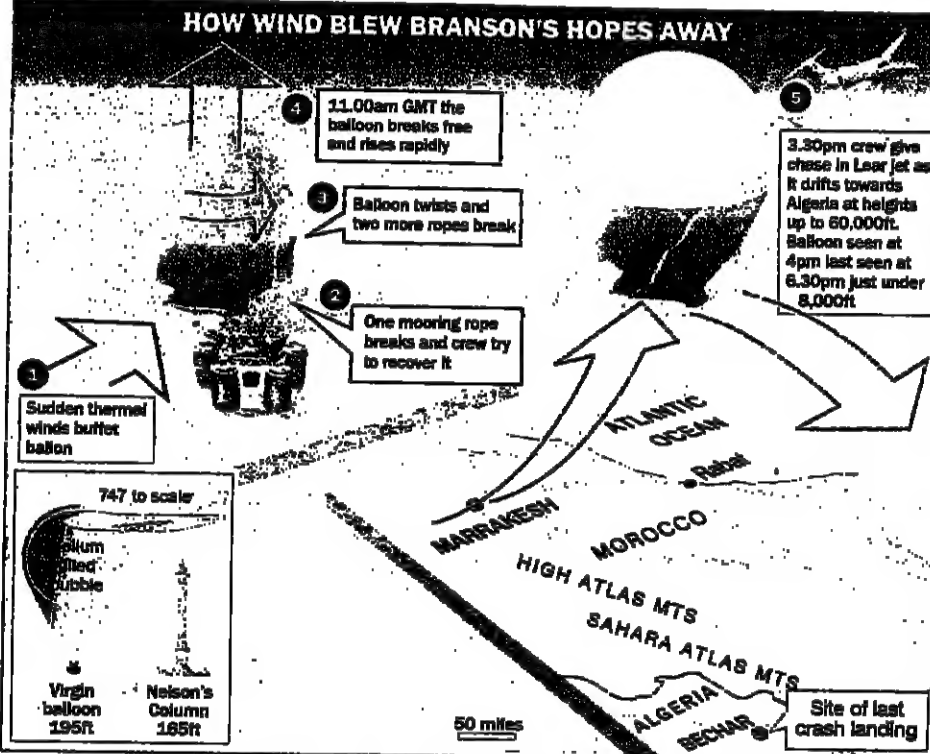 HOW WIND BLEW BRANSON'S HOPES AWAY
1
Sudden thermal
winds buffet
ballon
2
One mooring rope
breaks and crew try
to recover it
3
Balloon twists and
two more ropes break
4
11.00am GMT the
balloon breaks free
and rises rapidly
5
3.30pm crew give
chase in Lear jet as
it drifts towards
Algeria at heights
up to 60,000ft.
Balloon seen at
4pm last seen at
6.30pm just under
8,000ft
747 to scale
Virgin
balloon
195ft
Nelson's
Column
165ft
ATLANTIC
OCEAN
Rabat
MARRAKESH
MOROCCO
HIGH ATLAS MTS
SAHARA ATLAS MTS
ALGERIA
BECHAR
Site of last
crash landing
50 miles